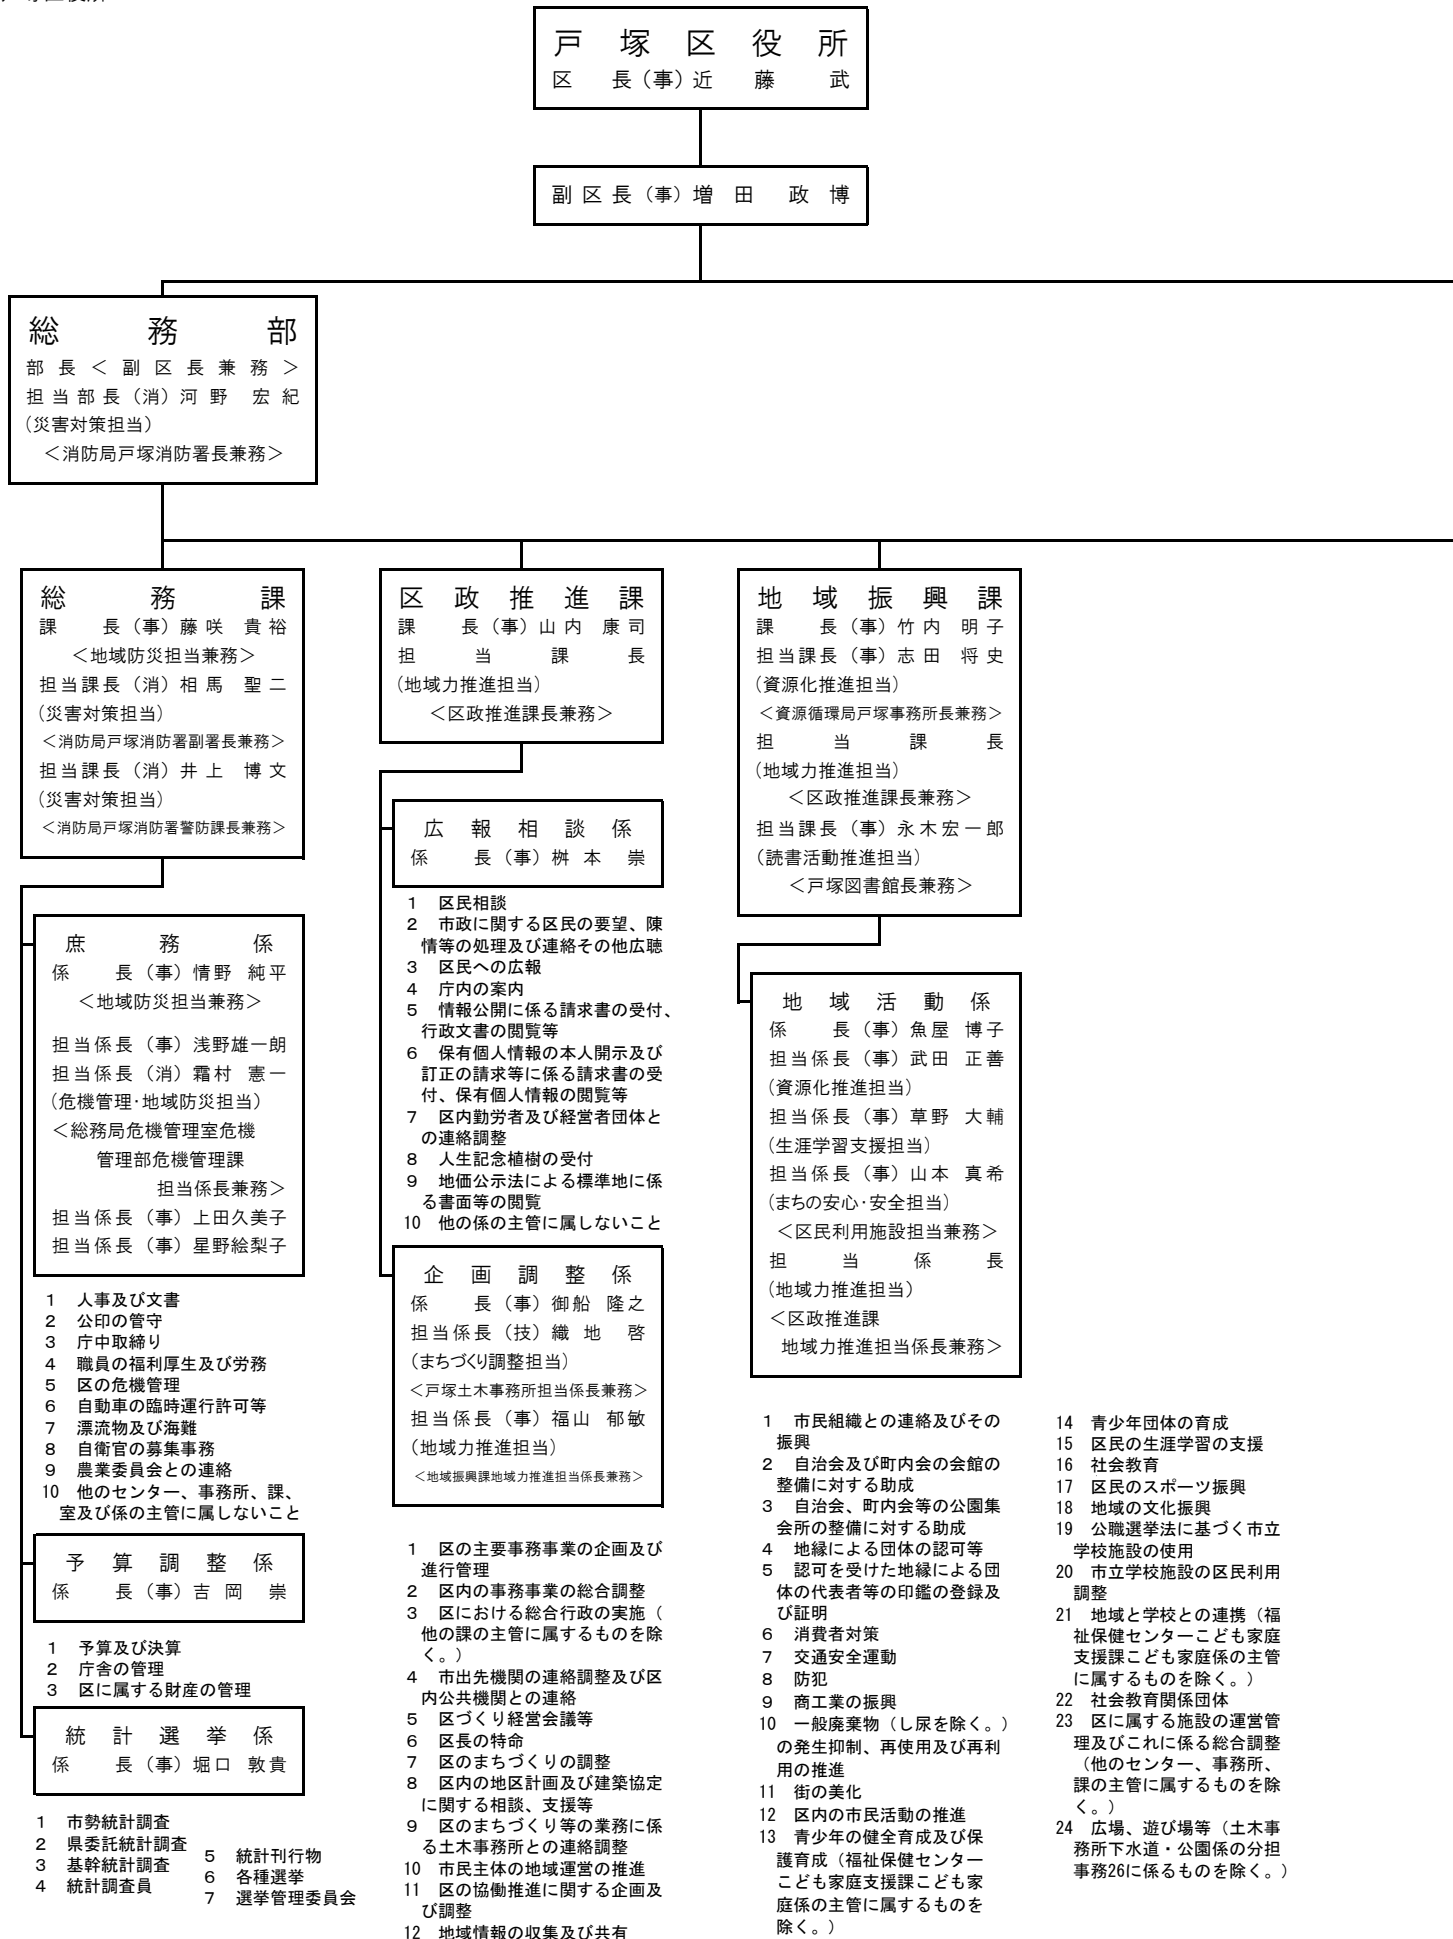 戸塚区役所
区 長（事）近 藤 武
副区長（事）増 田 政 博
総務部
部長＜副区長兼務＞
担当部長（消）河 野 宏 紀
（災害対策担当）
＜消防局戸塚消防署長兼務＞
総務課
課 長（事）藤 咲 貴 裕
＜地域防災担当兼務＞
担当課長（消）相 馬 聖 二
（災害対策担当）
＜消防局戸塚消防署副署長兼務＞
担当課長（消）井 上 博 文
（災害対策担当）
＜消防局戸塚消防署警防課長兼務＞
庶務係
係 長（事）情野 純平
＜地域防災担当兼務＞
担当係長（事）浅野雄一朗
担当係長（消）霜村 憲一
（危機管理･地域防災担当）
＜総務局危機管理室危機
管理部危機管理課
担当係長兼務＞
担当係長（事）上田久美子
担当係長（事）星野絵梨子
1 人事及び文書
2 公印の管守
3 庁中取締り
4 職員の福利厚生及び労務
5 区の危機管理
6 自動車の臨時運行許可等
7 漂流物及び海難
8 自衛官の募集事務
9 農業委員会との連絡
10 他のセンター、事務所、課、
室及び係の主管に属しないこと
予算調整係
係 長（事）吉 岡 崇
1 予算及び決算
2 庁舎の管理
3 区に属する財産の管理
統計選挙係
係 長（事）堀口 敦貴
1 市勢統計調査
2 県委託統計調査
3 基幹統計調査
4 統計調査員
5 統計刊行物
6 各種選挙
7 選挙管理委員会
区政推進課
課 長（事）山 内 康 司
担当課長
（地域力推進担当）
＜区政推進課長兼務＞
広報相談係
係 長（事）桝 本 崇
1 区民相談
2 市政に関する区民の要望、陳
情等の処理及び連絡その他広聴
3 区民への広報
4 庁内の案内
5 情報公開に係る請求書の受付、
行政文書の閲覧等
6 保有個人情報の本人開示及び
訂正の請求等に係る請求書の受
付、保有個人情報の閲覧等
7 区内勤労者及び経営者団体と
の連絡調整
8 人生記念植樹の受付
9 地価公示法による標準地に係
る書面等の閲覧
10 他の係の主管に属しないこと
企画調整係
係 長（事）御船 隆之
担当係長（技）織 地 啓
（まちづくり調整担当）
＜戸塚土木事務所担当係長兼務＞
担当係長（事）福山 郁敏
（地域力推進担当）
＜地域振興課地域力推進担当係長兼務＞
1 区の主要事務事業の企画及び
進行管理
2 区内の事務事業の総合調整
3 区における総合行政の実施（
他の課の主管に属するものを除
く。）
4 市出先機関の連絡調整及び区
内公共機関との連絡
5 区づくり経営会議等
6 区長の特命
7 区のまちづくりの調整
8 区内の地区計画及び建築協定
に関する相談、支援等
9 区のまちづくり等の業務に係
る土木事務所との連絡調整
10 市民主体の地域運営の推進
11 区の協働推進に関する企画及
び調整
12 地域情報の収集及び共有
地域振興課
課 長（事）竹 内 明 子
担当課長（事）志 田 将 史
（資源化推進担当）
＜資源循環局戸塚事務所長兼務＞
担当課長
（地域力推進担当）
＜区政推進課長兼務＞
担当課長（事）永木宏一郎
（読書活動推進担当）
＜戸塚図書館長兼務＞
地域活動係
係 長（事）魚屋 博子
担当係長（事）武田 正善
（資源化推進担当）
担当係長（事）草野 大輔
（生涯学習支援担当）
担当係長（事）山本 真希
（まちの安心･安全担当）
＜区民利用施設担当兼務＞
担当係長
（地域力推進担当）
＜区政推進課
地域力推進担当係長兼務＞
1 市民組織との連絡及びその
振興
2 自治会及び町内会の会館の
整備に対する助成
3 自治会、町内会等の公園集
会所の整備に対する助成
4 地縁による団体の認可等
5 認可を受けた地縁による団
体の代表者等の印鑑の登録及
び証明
6 消費者対策
7 交通安全運動
8 防犯
9 商工業の振興
10 一般廃棄物（し尿を除く。）
の発生抑制、再使用及び再利
用の推進
11 街の美化
12 区内の市民活動の推進
13 青少年の健全育成及び保
護育成（福祉保健センター
こども家庭支援課こども家
庭係の主管に属するものを
除く。）
14 青少年団体の育成
15 区民の生涯学習の支援
16 社会教育
17 区民のスポーツ振興
18 地域の文化振興
19 公職選挙法に基づく市立
学校施設の使用
20 市立学校施設の区民利用
調整
21 地域と学校との連携（福
祉保健センターこども家庭
支援課こども家庭係の主管
に属するものを除く。）
22 社会教育関係団体
23 区に属する施設の運営管
理及びこれに係る総合調整
（他のセンター、事務所、
課の主管に属するものを除
く。）
24 広場、遊び場等（土木事
務所下水道・公園係の分担
事務26に係るものを除く。）